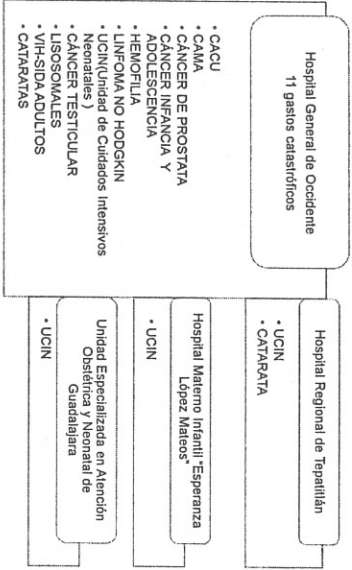 Hospital General de Occidente
11 gastos catastróficos
• CACU
• CAMA
• CÁNCER DE PROSTATA
• CÁNCER INFANCIA Y
ADOLESCENCIA
• HEMOFILIA
• LINFOMA NO HODGKIN
• UCIN(Unidad de Cuidados Intensivos
Neonatales )
• CÁNCER TESTICULAR
• LISOSOMALES
• VIH-SIDA ADULTOS
• CATARATAS
Hospital Regional de Tepatitlán
• UCIN
• CATARATA
Hospital Materno Infantil "Esperanza
López Mateos"
• UCIN
Unidad Especializada en Atención
Obstétrica y Neonatal de
Guadalajara
• UCIN